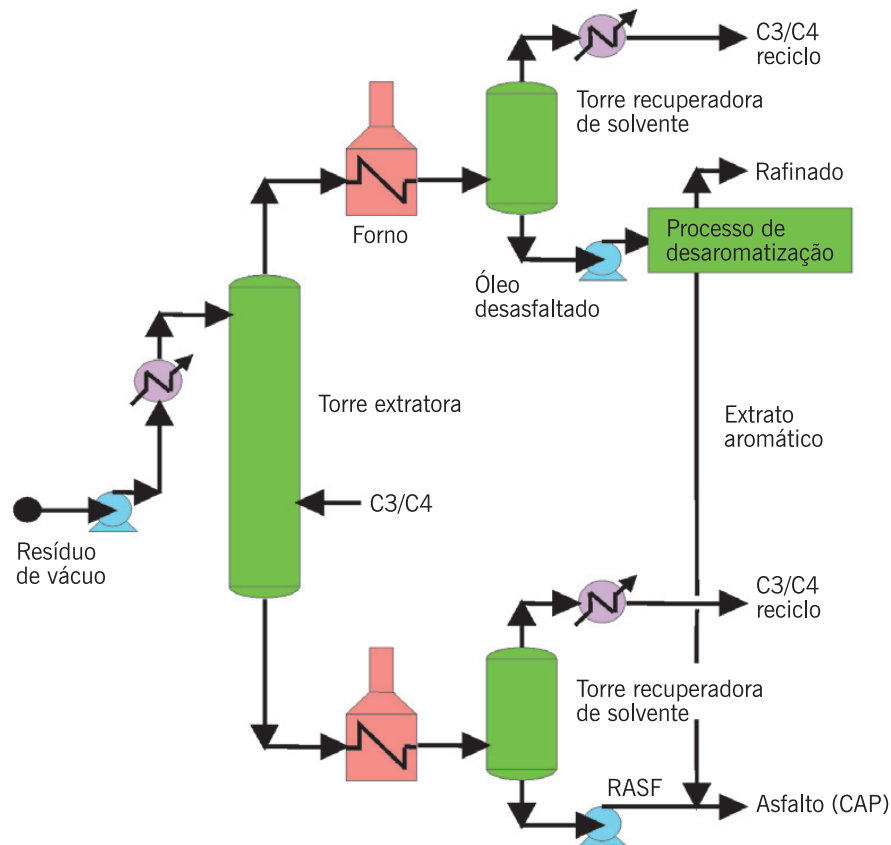 C3/C4
reciclo
Torre recuperadora
de solvente
Rafinado
Forno
Processo de
desaromatização
Óleo
desasfaltado
Torre extratora
Extrato
aromático
C3/C4
Resíduo
de vácuo
C3/C4
reciclo
Torre recuperadora
de solvente
RASF
Asfalto (CAP)